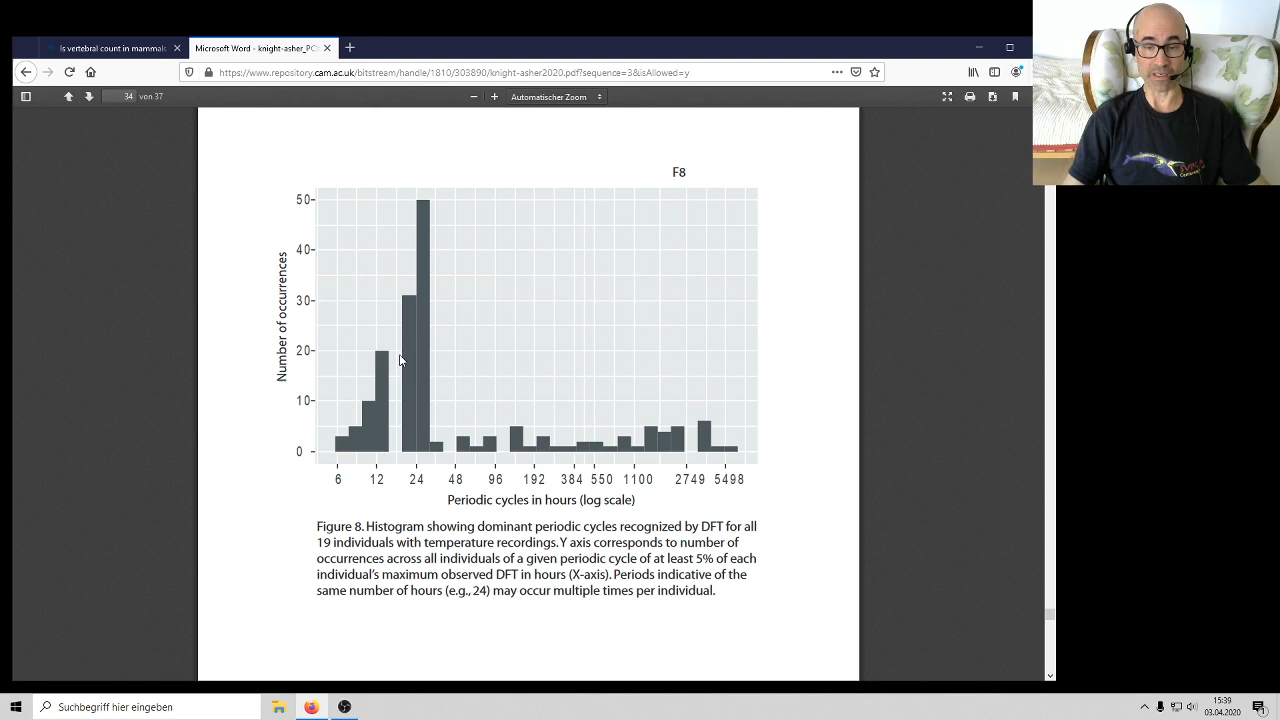 Is vertebral count in mammals
Microsoft Word - knight-asher_PC
https://www.repository.cam.ac.uk/bitstream/handle/1810/303890/knight-asher2020.pdf?sequence=3&isAllowed=y
34 von 37
Automatischer Zoom
F8
50
40
30
20
10
0
Number of occurrences
6 12 24 48 96 192 384 550 1100 2749 5498
Periodic cycles in hours (log scale)
Figure 8. Histogram showing dominant periodic cycles recognized by DFT for all
19 individuals with temperature recordings. Y axis corresponds to number of
occurrences across all individuals of a given periodic cycle of at least 5% of each
individual's maximum observed DFT in hours (X-axis). Periods indicative of the
same number of hours (e.g., 24) may occur multiple times per individual.
Suchbegriff hier eingeben
15:39
03.04.2020